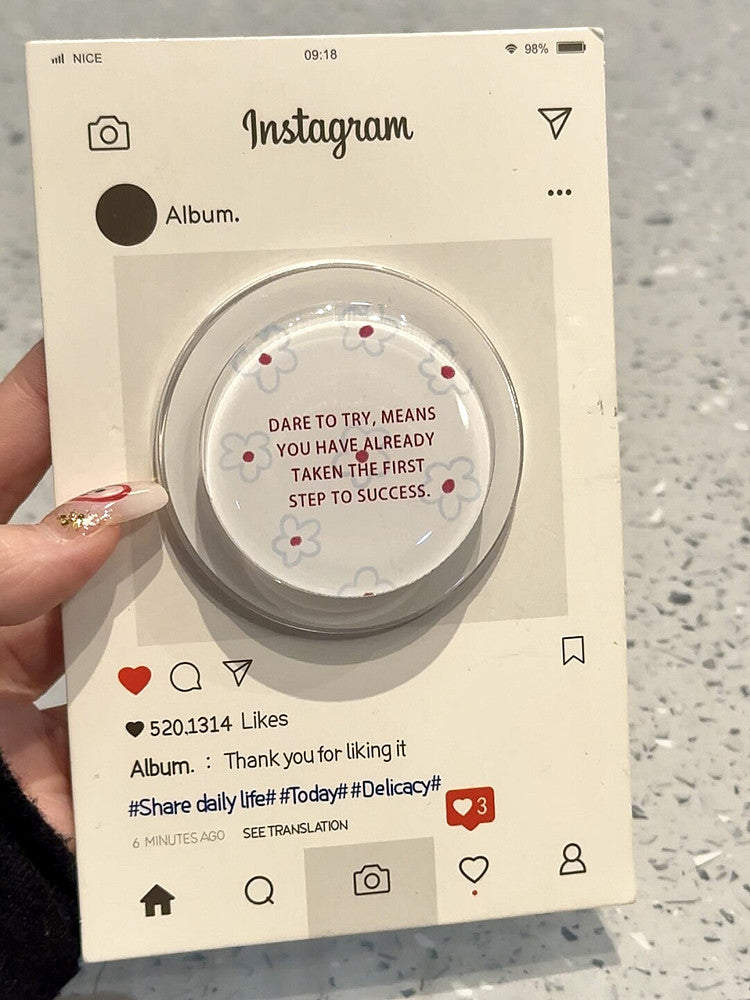 NICE 09:18 98%
Instagram
Album.
DARE TO TRY, MEANS
YOU HAVE ALREADY
TAKEN THE FIRST
STEP TO SUCCESS.
520,1314 Likes
Album. : Thank you for liking it
#Share daily life# #Today# #Delicacy#
3
6 MINUTES AGO SEE TRANSLATION